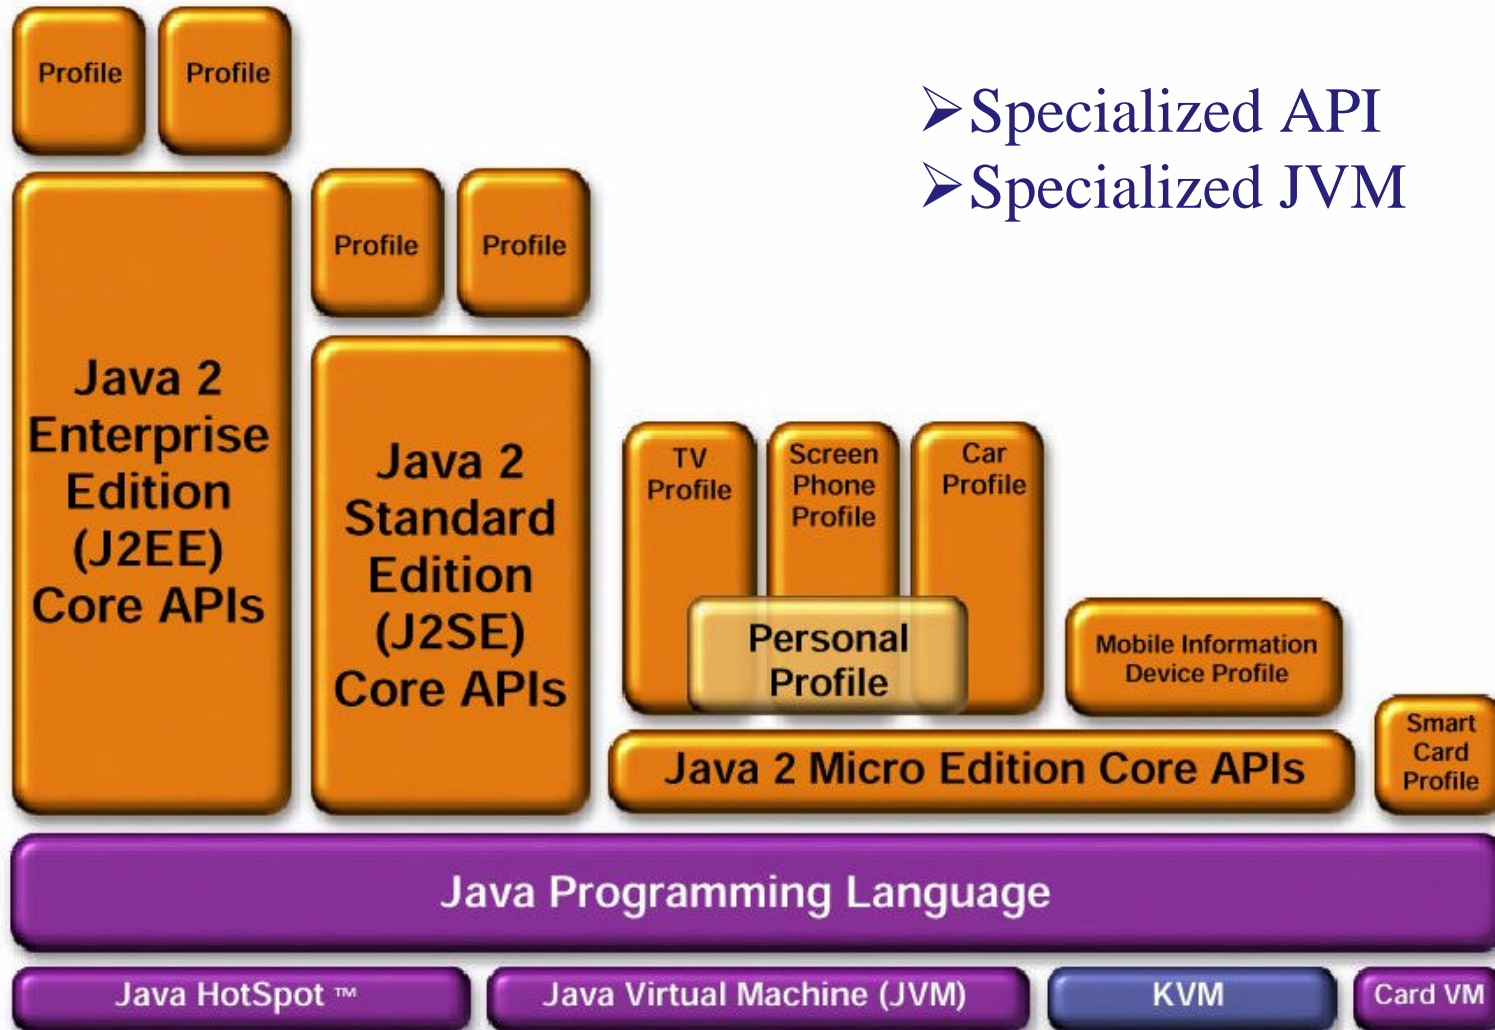 Profile
Profile
➢Specialized API
➢Specialized JVM
Profile
Profile
Java 2
Enterprise
Edition
(J2EE)
Core APIs
Java 2
Standard
Edition
(J2SE)
Core APIs
TV
Profile
Screen
Phone
Profile
Car
Profile
Personal
Profile
Mobile Information
Device Profile
Java 2 Micro Edition Core APIs
Smart
Card
Profile
Java Programming Language
Java HotSpot ™
Java Virtual Machine (JVM)
KVM
Card VM